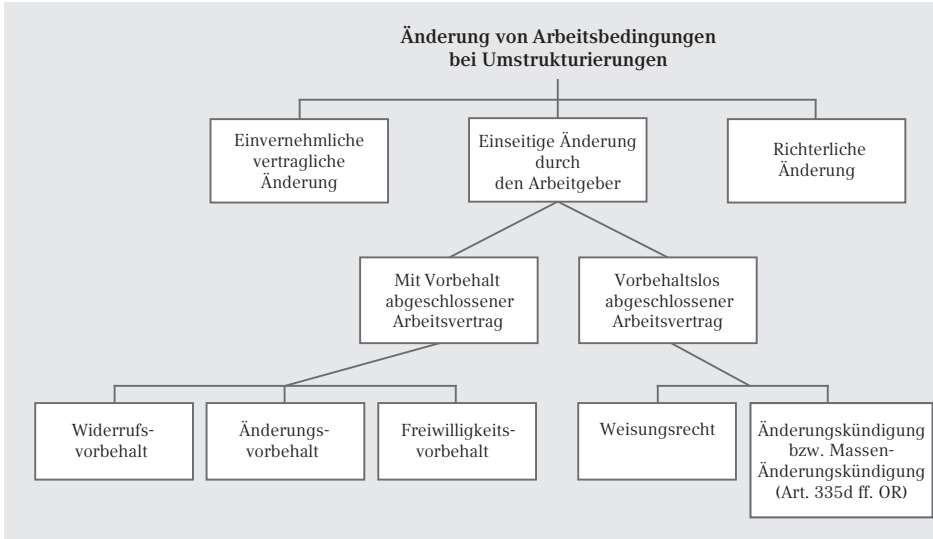 Änderung von Arbeitsbedingungen
bei Umstrukturierungen
Einvernehmliche
vertragliche
Änderung
Einseitige Änderung
durch
den Arbeitgeber
Richterliche
Änderung
Mit Vorbehalt
abgeschlossener
Arbeitsvertrag
Vorbehaltslos
abgeschlossener
Arbeitsvertrag
Widerrufs-
vorbehalt
Änderungs-
vorbehalt
Freiwilligkeits-
vorbehalt
Weisungsrecht
Änderungskündigung
bzw. Massen-
Änderungskündigung
(Art. 335d ff. OR)